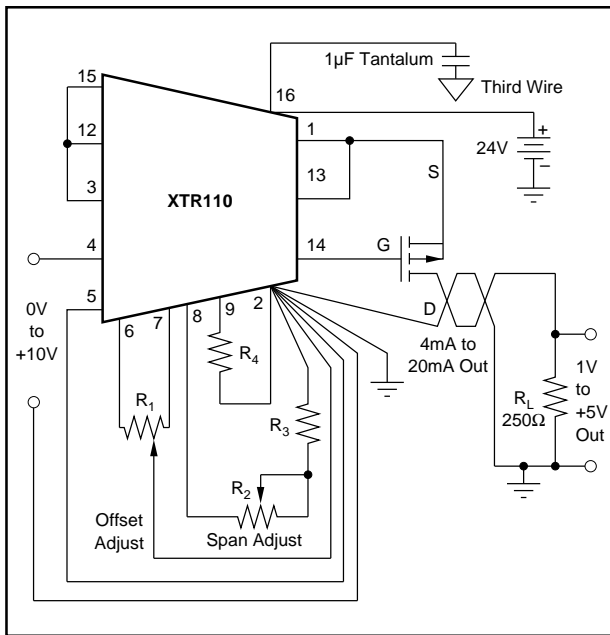 15
12
3
4
5
XTR110
16
1
13
14
1µF Tantalum
Third Wire
+
24V
–
S
G
D
0V
to
+10V
6
7
8
9
2
R1
R4
R3
R2
Offset
Adjust
Span Adjust
4mA to
20mA Out
RL
250Ω
1V
to
+5V
Out